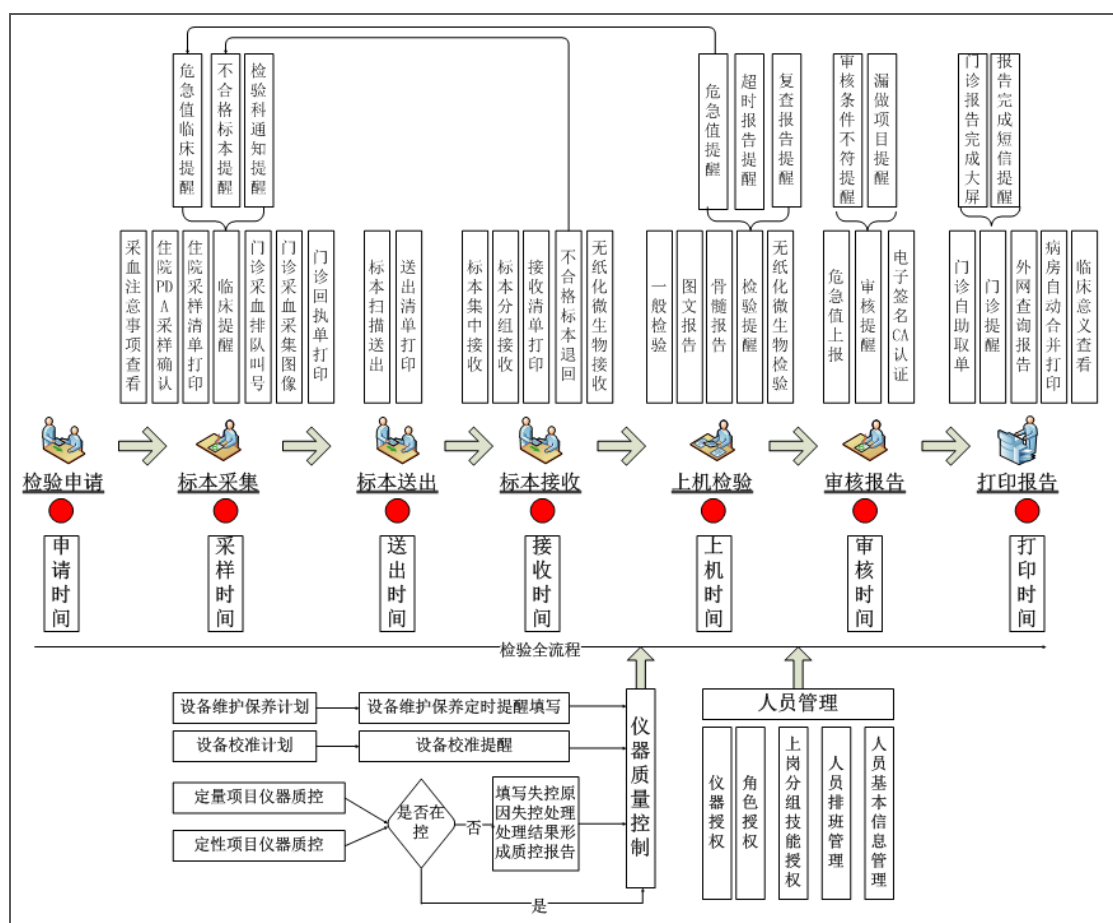 危急值临床提醒
不合格标本提醒
检验科通知提醒
危急值提醒
超时报告提醒
复查报告提醒
审核条件不符提醒
漏做项目提醒
门诊报告完成大屏
报告完成短信提醒
采血注意事项查看
住院PDA采样确认
住院采样清单打印
临床提醒
门诊采血排队叫号
门诊采血采集图像
门诊回执单打印
标本扫描送出
送出清单打印
标本集中接收
标本分组接收
接收清单打印
不合格标本退回
无纸化微生物接收
一般检验
图文报告
骨髓报告
检验提醒
无纸化微生物检验
危急值上报
审核提醒
电子签名CA认证
门诊自助取单
门诊提醒
外网查询报告
病房自动合并打印
临床意义查看
检验申请
标本采集
标本送出
标本接收
上机检验
审核报告
打印报告
申请时间
采样时间
送出时间
接收时间
上机时间
审核时间
打印时间
检验全流程
设备维护保养计划
设备维护保养定时提醒填写
设备校准计划
设备校准提醒
定量项目仪器质控
定性项目仪器质控
是否在
控
否
填写失控原
因失控处理
处理结果形
成质控报告
是
仪器质量控制
人员管理
仪器授权
角色授权
上岗分组技能授权
人员排班管理
人员基本信息管理